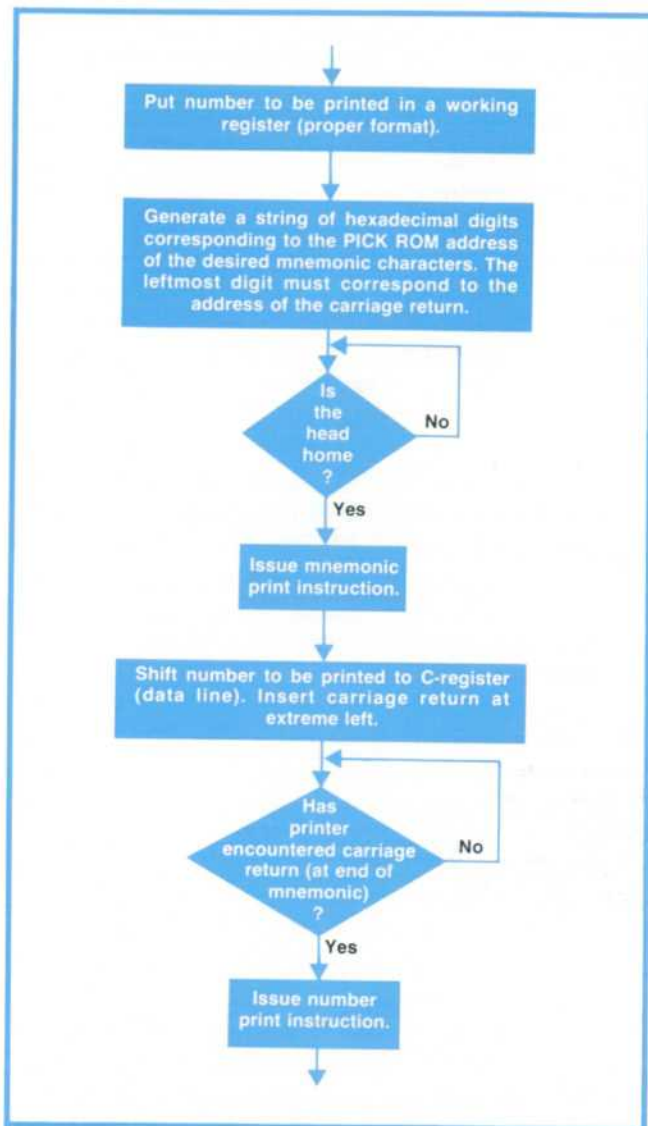 Put number to be printed in a working
register (proper format).
Generate a string of hexadecimal digits
corresponding to the PICK ROM address
of the desired mnemonic characters. The
leftmost digit must correspond to the
address of the carriage return.
Is
the
head
home
?
No
Yes
Issue mnemonic
print instruction.
Shift number to be printed to C-register
(data line). Insert carriage return at
extreme left.
Has
printer
encountered carriage
return (at end of
mnemonic)
?
No
Yes
Issue number
print instruction.